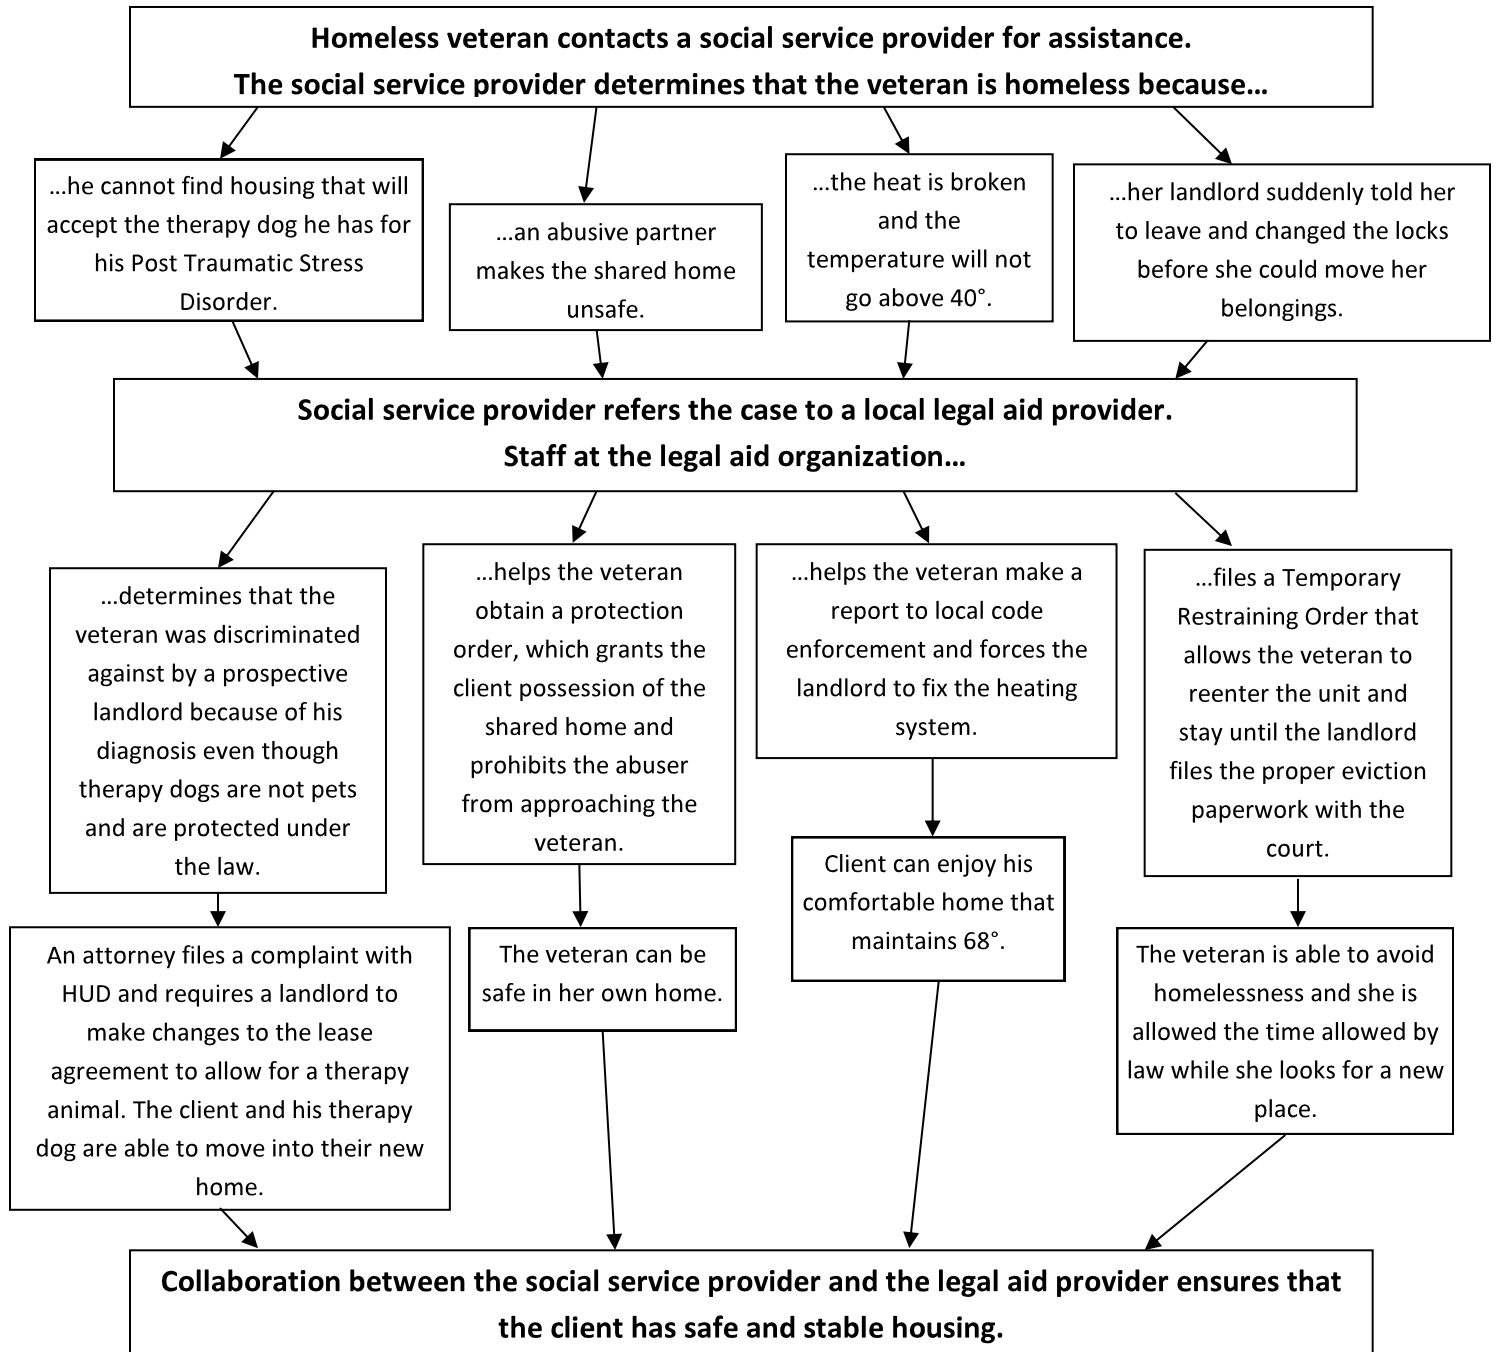 Homeless veteran contacts a social service provider for assistance.
The social service provider determines that the veteran is homeless because…
…he cannot find housing that will
accept the therapy dog he has for
his Post Traumatic Stress
Disorder.
…an abusive partner
makes the shared home
unsafe.
…the heat is broken
and the
temperature will not
go above 40°.
…her landlord suddenly told her
to leave and changed the locks
before she could move her
belongings.
Social service provider refers the case to a local legal aid provider.
Staff at the legal aid organization…
…determines that the
veteran was discriminated
against by a prospective
landlord because of his
diagnosis even though
therapy dogs are not pets
and are protected under
the law.
…helps the veteran
obtain a protection
order, which grants the
client possession of the
shared home and
prohibits the abuser
from approaching the
veteran.
…helps the veteran make a
report to local code
enforcement and forces the
landlord to fix the heating
system.
…files a Temporary
Restraining Order that
allows the veteran to
reenter the unit and
stay until the landlord
files the proper eviction
paperwork with the
court.
An attorney files a complaint with
HUD and requires a landlord to
make changes to the lease
agreement to allow for a therapy
animal. The client and his therapy
dog are able to move into their new
home.
The veteran can be
safe in her own home.
Client can enjoy his
comfortable home that
maintains 68°.
The veteran is able to avoid
homelessness and she is
allowed the time allowed by
law while she looks for a new
place.
Collaboration between the social service provider and the legal aid provider ensures that
the client has safe and stable housing.